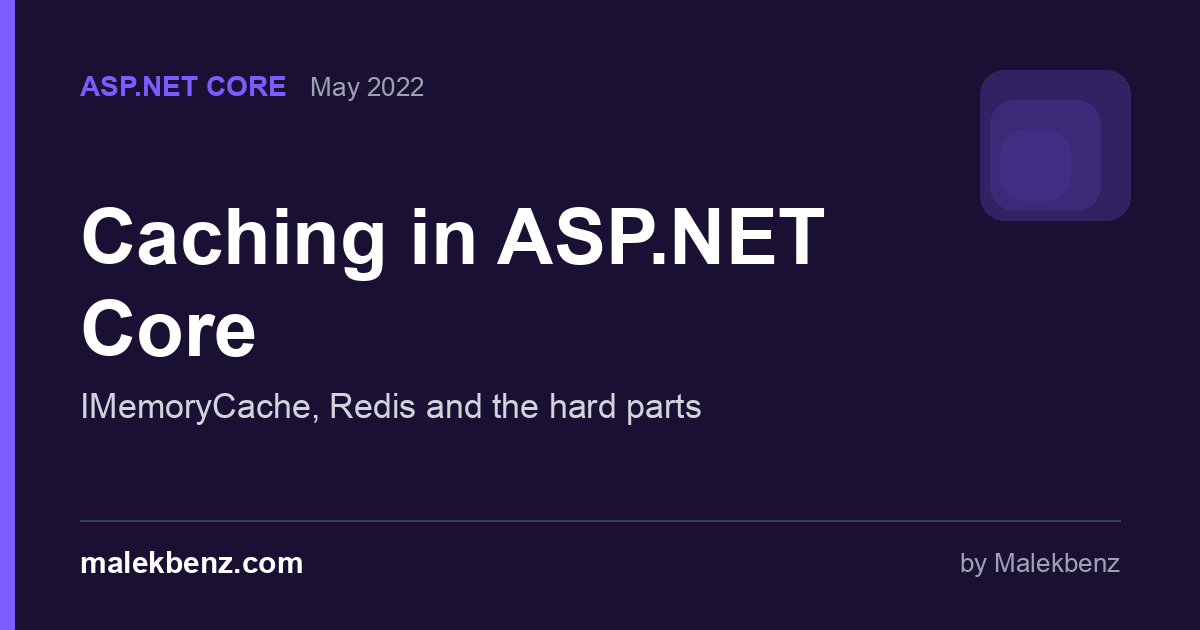 ASP.NET CORE May 2022
Caching in ASP.NET
Core
IMemoryCache, Redis and the hard parts
malekbenz.com
by Malekbenz